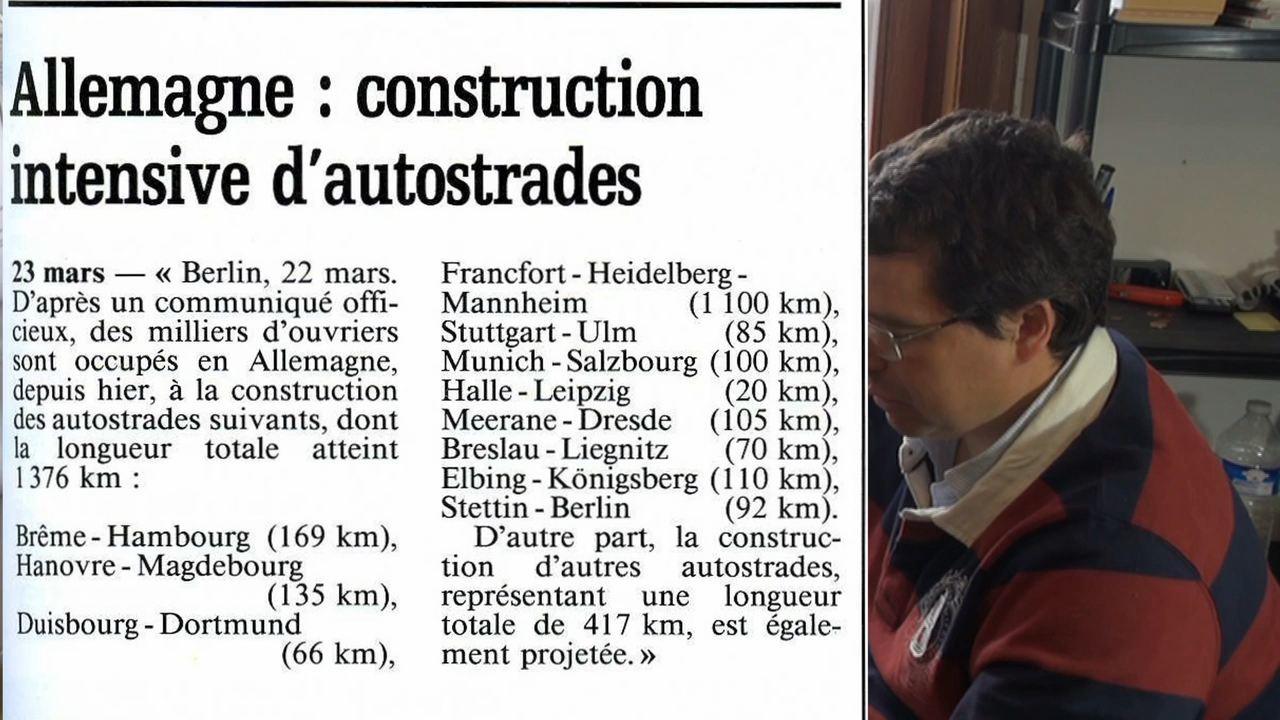 Allemagne : construction
intensive d'autostrades
23 mars — « Berlin, 22 mars.
D'après un communiqué offi-
cieux, des milliers d'ouvriers
sont occupés en Allemagne,
depuis hier, à la construction
des autostrades suivants, dont
la longueur totale atteint
1 376 km :
Brême - Hambourg (169 km),
Hanovre - Magdebourg
(135 km),
Duisbourg - Dortmund
(66 km),
Francfort - Heidelberg -
Mannheim (1 100 km),
Stuttgart - Ulm (85 km),
Munich - Salzbourg (100 km),
Halle - Leipzig (20 km),
Meerane - Dresde (105 km),
Breslau - Liegnitz (70 km),
Elbing - Königsberg (110 km),
Stettin - Berlin (92 km).
D'autre part, la construc-
tion d'autres autostrades,
représentant une longueur
totale de 417 km, est égale-
ment projetée. »